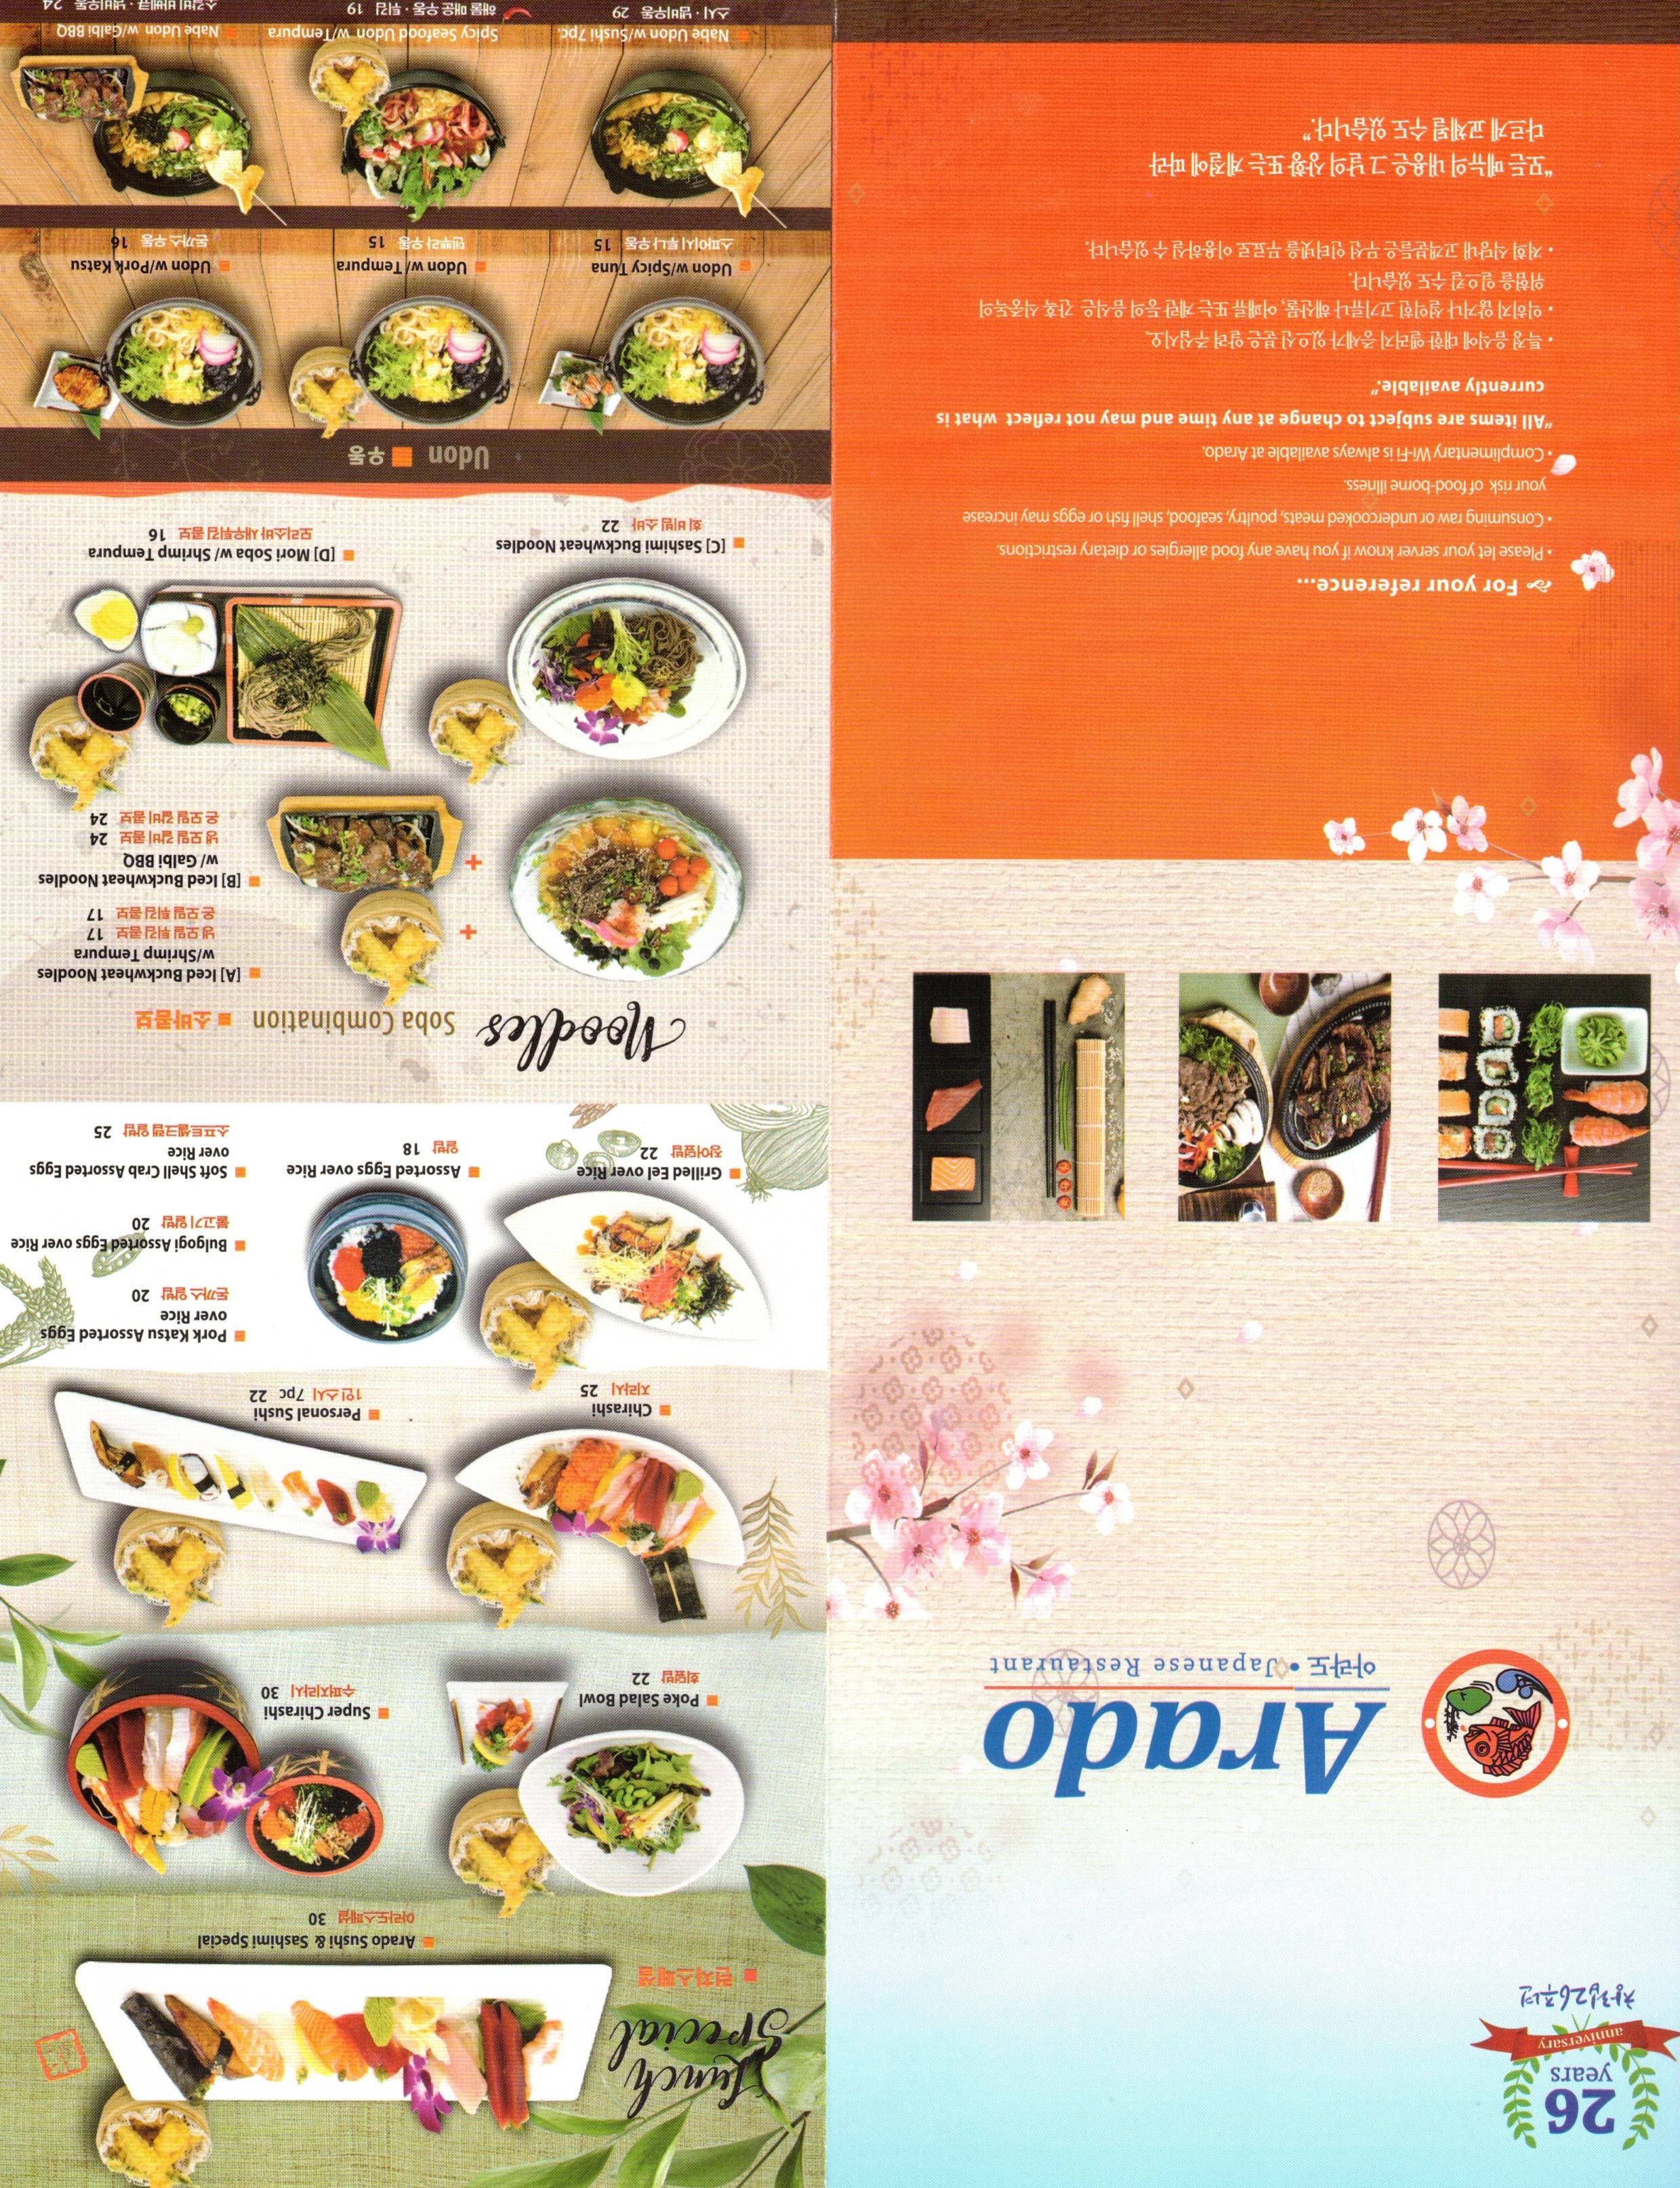 26
years
anniversary
창립26주년
Arado
아라도 • Japanese Restaurant
For your reference...
• Please let your server know if you have any food allergies or dietary restrictions.
• Consuming raw or undercooked meats, poultry, seafood, shell fish or eggs may increase
your risk of food-borne illness.
• Complimentary Wi-Fi is always available at Arado.
"All items are subject to change at any time and may not reflect what is
currently available."
• 특정 음식에 대한 앨러지 증세가 있으신 분은 알려 주십시오.
• 익히지 않거나 설익힌 고기류나 해산물, 어패류 또는 계란 등의 음식은 간혹 식중독의
위험을 일으킬 수도 있습니다.
• 저희 식당내 고객분들은 무선 인터넷을 무료로 이용하실 수 있습니다.
"모든 메뉴의 내용은 그 날의 상황 또는 계절에 따라
다르게 교체될 수도 있습니다."
Lunch
Special
런치스페셜
Arado Sushi & Sashimi Special
아라도스페셜 30
Poke Salad Bowl
회덮밥 22
Super Chirashi
수퍼지라시 30
Chirashi
지라시 25
Personal Sushi
1인 스시 7pc 22
Grilled Eel over Rice
장어덮밥 22
Assorted Eggs over Rice
알밥 18
Pork Katsu Assorted Eggs
over Rice
돈까스 알밥 20
Bulgogi Assorted Eggs over Rice
불고기 알밥 20
Soft Shell Crab Assorted Eggs
over Rice
소프트쉘크랩 알밥 25
Noodles Soba Combination 소바콤보
[A] Iced Buckwheat Noodles
w/Shrimp Tempura
냉 모밀 튀김 콤보 17
온 모밀 튀김 콤보 17
[B] Iced Buckwheat Noodles
w/ Galbi BBQ
냉 모밀 갈비 콤보 24
온 모밀 갈비 콤보 24
[C] Sashimi Buckwheat Noodles
회 비빔 소바 22
[D] Mori Soba w/ Shrimp Tempura
모리소바 새우튀김 콤보 16
Udon 우동
Udon w/Spicy Tuna
스파이시 투나 우동 15
Udon w/ Tempura
덴뿌라 우동 15
Udon w/Pork Katsu
돈까스 우동 16
Nabe Udon w/Sushi 7pc.
스시 · 냄비우동 29
Spicy Seafood Udon w/Tempura
해물 매운 우동 · 튀김 19
Nabe Udon w/Galbi BBQ
소갈비 바베큐 · 냄비우동 24